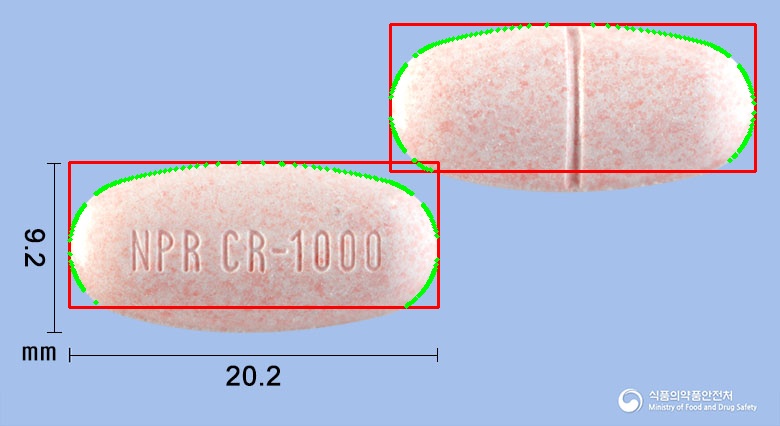 NPR CR-1000
9.2
mm
20.2
식품의약품안전처
Ministry of Food and Drug Safety